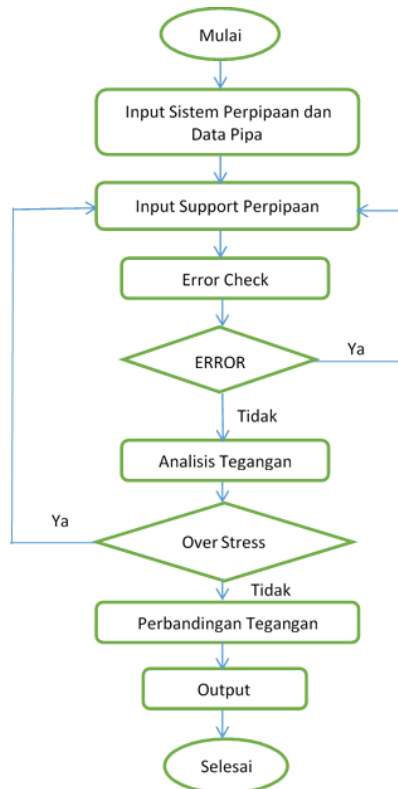 Mulai
Input Sistem Perpipaan dan
Data Pipa
Input Support Perpipaan
Error Check
ERROR
Ya
Tidak
Analisis Tegangan
Ya
Over Stress
Tidak
Perbandingan Tegangan
Output
Selesai